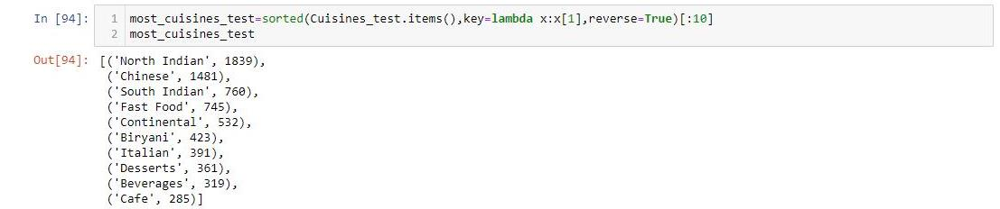 In [94]: 1 most_cuisines_test=sorted(Cuisines_test.items(),key=lambda x:x[1],reverse=True)[:10]
2 most_cuisines_test
Out[94]: [('North Indian', 1839),
('Chinese', 1481),
('South Indian', 760),
('Fast Food', 745),
('Continental', 532),
('Biryani', 423),
('Italian', 391),
('Desserts', 361),
('Beverages', 319),
('Cafe', 285)]